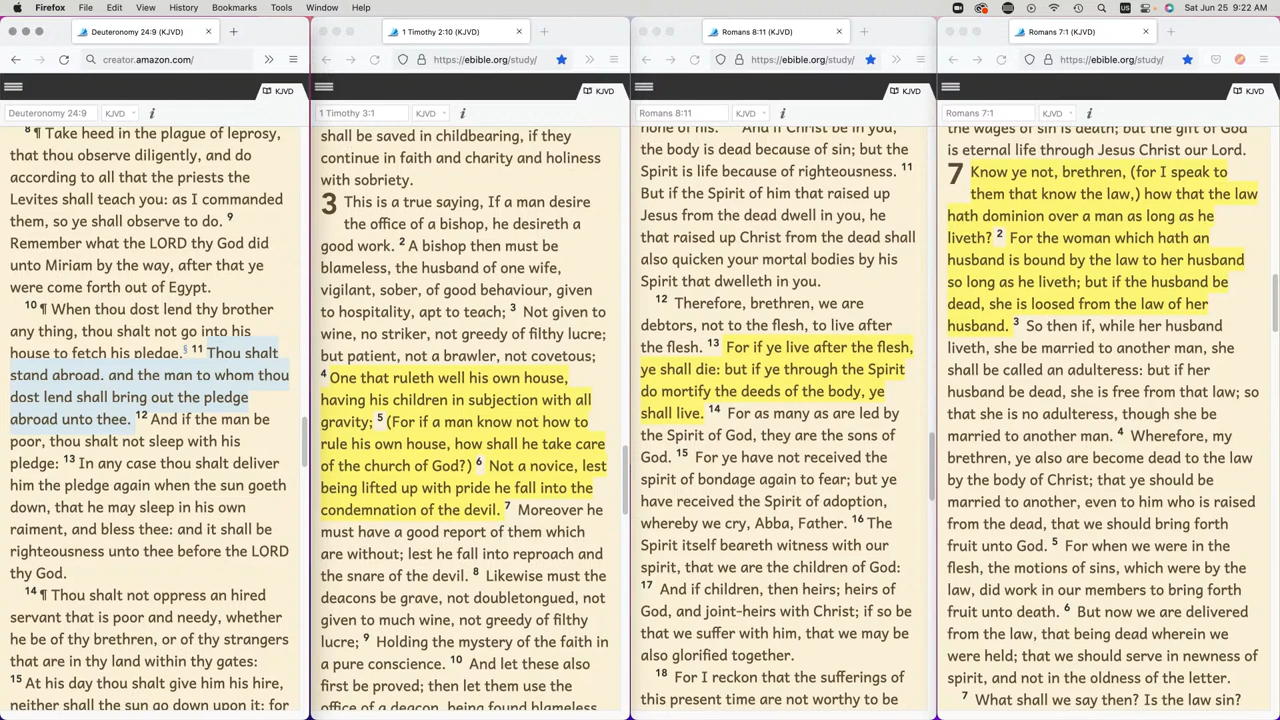 Firefox File Edit View History Bookmarks Tools Window Help Sat Jun 25 9:22 AM
Deuteronomy 24:9 (KJVD)
creator.amazon.com/
KJVD
Deuteronomy 24:9 KJVD i
8 ¶ Take heed in the plague of leprosy,
that thou observe diligently, and do
according to all that the priests the
Levites shall teach you: as I commanded
them, so ye shall observe to do. 9
Remember what the LORD thy God did
unto Miriam by the way, after that ye
were come forth out of Egypt.
10 ¶ When thou dost lend thy brother
any thing, thou shalt not go into his
house to fetch his pledge.§ 11 Thou shalt
stand abroad. and the man to whom thou
dost lend shall bring out the pledge
abroad unto thee. 12 And if the man be
poor, thou shalt not sleep with his
pledge: 13 In any case thou shalt deliver
him the pledge again when the sun goeth
down, that he may sleep in his own
raiment, and bless thee: and it shall be
righteousness unto thee before the LORD
thy God.
14 ¶ Thou shalt not oppress an hired
servant that is poor and needy, whether
he be of thy brethren, or of thy strangers
that are in thy land within thy gates:
15 At his day thou shalt give him his hire,
neither shall the sun go down upon it: for
1 Timothy 2:10 (KJVD)
https://ebible.org/study/
KJVD
1 Timothy 3:1 KJVD i
shall be saved in childbearing, if they
continue in faith and charity and holiness
with sobriety.
3 This is a true saying, If a man desire
the office of a bishop, he desireth a
good work. 2 A bishop then must be
blameless, the husband of one wife,
vigilant, sober, of good behaviour, given
to hospitality, apt to teach; 3 Not given to
wine, no striker, not greedy of filthy lucre;
but patient, not a brawler, not covetous;
4 One that ruleth well his own house,
having his children in subjection with all
gravity; 5 (For if a man know not how to
rule his own house, how shall he take care
of the church of God?) 6 Not a novice, lest
being lifted up with pride he fall into the
condemnation of the devil. 7 Moreover he
must have a good report of them which
are without; lest he fall into reproach and
the snare of the devil. 8 Likewise must the
deacons be grave, not doubletongued, not
given to much wine, not greedy of filthy
lucre; 9 Holding the mystery of the faith in
a pure conscience. 10 And let these also
first be proved; then let them use the
office of a deacon, being found blameless
Romans 8:11 (KJVD)
https://ebible.org/study/
KJVD
Romans 8:11 KJVD i
none of his. And if Christ be in you,
the body is dead because of sin; but the
Spirit is life because of righteousness. 11
But if the Spirit of him that raised up
Jesus from the dead dwell in you, he
that raised up Christ from the dead shall
also quicken your mortal bodies by his
Spirit that dwelleth in you.
12 Therefore, brethren, we are
debtors, not to the flesh, to live after
the flesh. 13 For if ye live after the flesh,
ye shall die: but if ye through the Spirit
do mortify the deeds of the body, ye
shall live. 14 For as many as are led by
the Spirit of God, they are the sons of
God. 15 For ye have not received the
spirit of bondage again to fear; but ye
have received the Spirit of adoption,
whereby we cry, Abba, Father. 16 The
Spirit itself beareth witness with our
spirit, that we are the children of God:
17 And if children, then heirs; heirs of
God, and joint-heirs with Christ; if so be
that we suffer with him, that we may be
also glorified together.
18 For I reckon that the sufferings of
this present time are not worthy to be
Romans 7:1 (KJVD)
https://ebible.org/study/
KJVD
Romans 7:1 KJVD i
the wages of sin is death; but the gift of God
is eternal life through Jesus Christ our Lord.
7 Know ye not, brethren, (for I speak to
them that know the law,) how that the law
hath dominion over a man as long as he
liveth? 2 For the woman which hath an
husband is bound by the law to her husband
so long as he liveth; but if the husband be
dead, she is loosed from the law of her
husband. 3 So then if, while her husband
liveth, she be married to another man, she
shall be called an adulteress: but if her
husband be dead, she is free from that law; so
that she is no adulteress, though she be
married to another man. 4 Wherefore, my
brethren, ye also are become dead to the law
by the body of Christ; that ye should be
married to another, even to him who is raised
from the dead, that we should bring forth
fruit unto God. 5 For when we were in the
flesh, the motions of sins, which were by the
law, did work in our members to bring forth
fruit unto death. 6 But now we are delivered
from the law, that being dead wherein we
were held; that we should serve in newness of
spirit, and not in the oldness of the letter.
7 What shall we say then? Is the law sin?